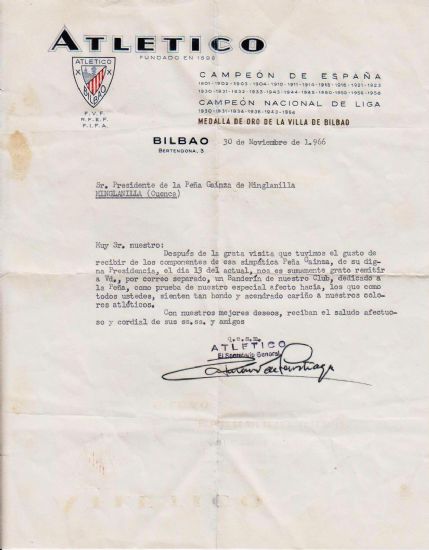 ATLETICO
FUNDADO EN 1898
ATLETICO
BILBAO
F.V.F.
R.F.E.F.
F.I.F.A.
CAMPEÓN DE ESPAÑA
1901-1902-1903-1904-1910-1911-1914-1915-1916-1921-1923
1930-1931-1932-1933-1943-1944-1945-1950-1955-1956-1958
CAMPEÓN NACIONAL DE LIGA
1930-1931-1934-1936-1943-1956
MEDALLA DE ORO DE LA VILLA DE BILBAO
BILBAO
BERTENDONA, 3
30 de Noviembre de 1.966
Sr. Presidente de la Peña Gainza de Minglanilla
MINGLANILLA (Cuenca)
Muy Sr. nuestro:
Después de la grata visita que tuvimos el gusto de
recibir de los componentes de esa simpática Peña Gainza, de su dig-
na Presidencia, el día 13 del actual, nos es sumamente grato remitir
a Vd., por correo separado, un Banderín de nuestro Club, dedicado a
la Peña, como prueba de nuestro especial afecto hacia, los que como
todos ustedes, sienten tan hondo y acendrado cariño a nuestros colo-
res atléticos.
Con nuestros mejores deseos, reciban el saludo afectuo-
so y cordial de sus ss.ss. y amigos
q.e.s.m.
ATLETICO
El Secretario General